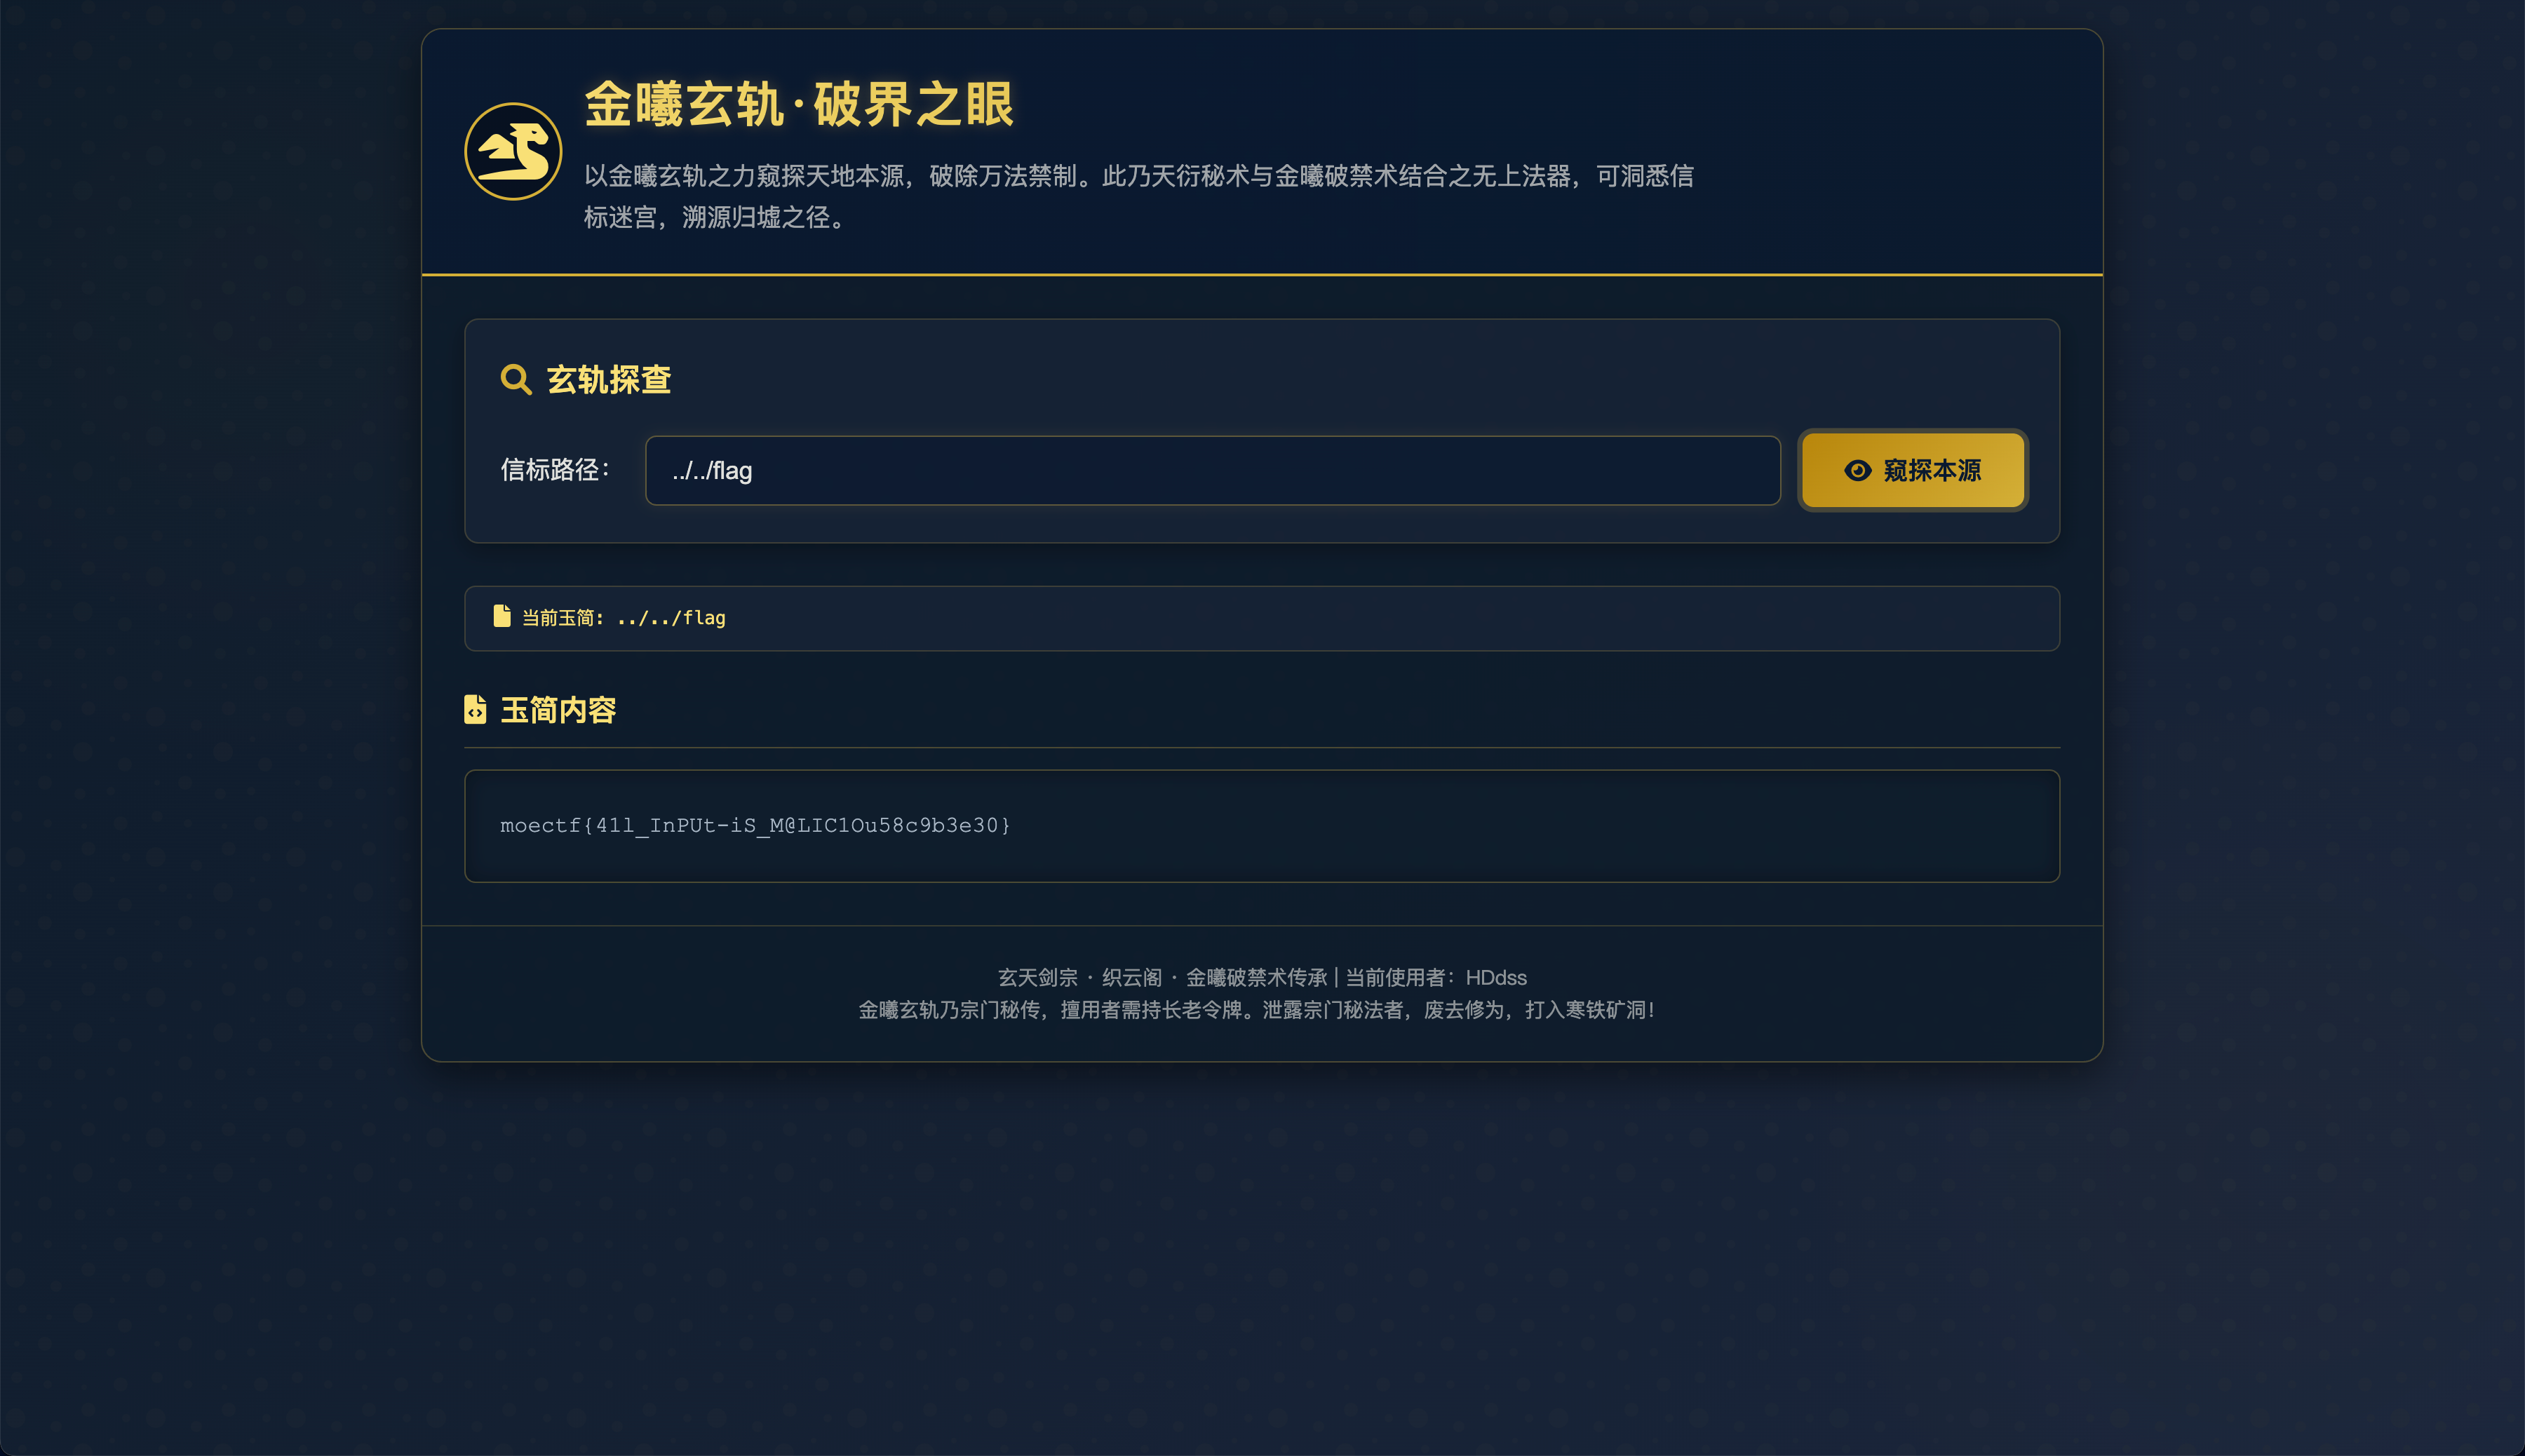 金曦玄轨·破界之眼
以金曦玄轨之力窥探天地本源，破除万法禁制。此乃天衍秘术与金曦破禁术结合之无上法器，可洞悉信
标迷宫，溯源归墟之径。
玄轨探查
信标路径：
../../flag
窥探本源
当前玉简: ../../flag
玉简内容
moectf{41l_InPUt-iS_M@LIC1Ou58c9b3e30}
玄天剑宗 · 织云阁 · 金曦破禁术传承 | 当前使用者：HDdss
金曦玄轨乃宗门秘传，擅用者需持长老令牌。泄露宗门秘法者，废去修为，打入寒铁矿洞！